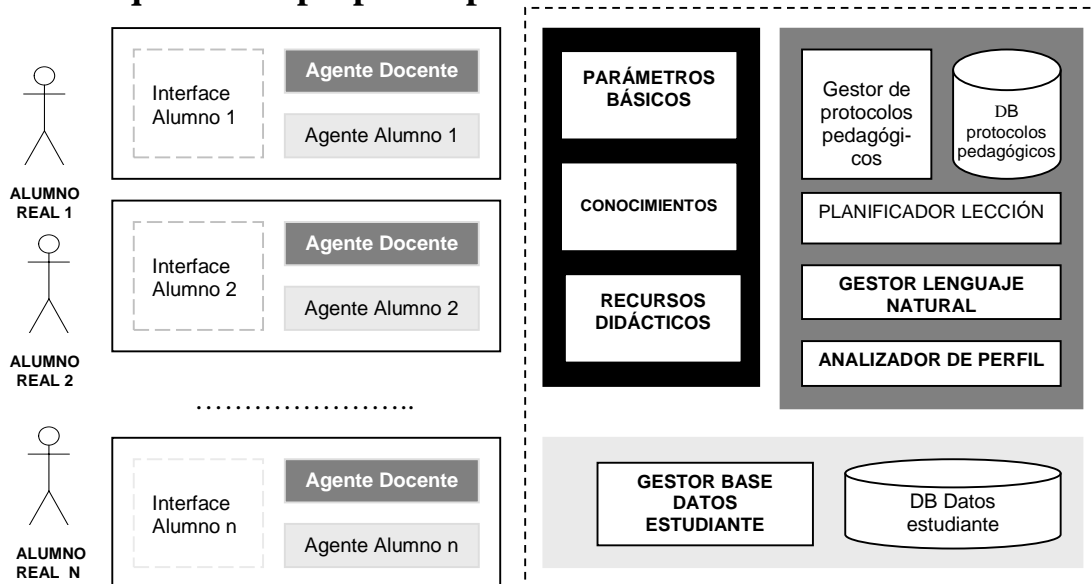 Interface
Alumno 1
Agente Docente
Agente Alumno 1
ALUMNO
REAL 1
Interface
Alumno 2
Agente Docente
Agente Alumno 2
ALUMNO
REAL 2
……………………..
Interface
Alumno n
Agente Docente
Agente Alumno n
ALUMNO
REAL N
PARÁMETROS
BÁSICOS
CONOCIMIENTOS
RECURSOS
DIDÁCTICOS
Gestor de
protocolos
pedagógi-
cos
DB
protocolos
pedagógicos
PLANIFICADOR LECCIÓN
GESTOR LENGUAJE
NATURAL
ANALIZADOR DE PERFIL
GESTOR BASE
DATOS
ESTUDIANTE
DB Datos
estudiante